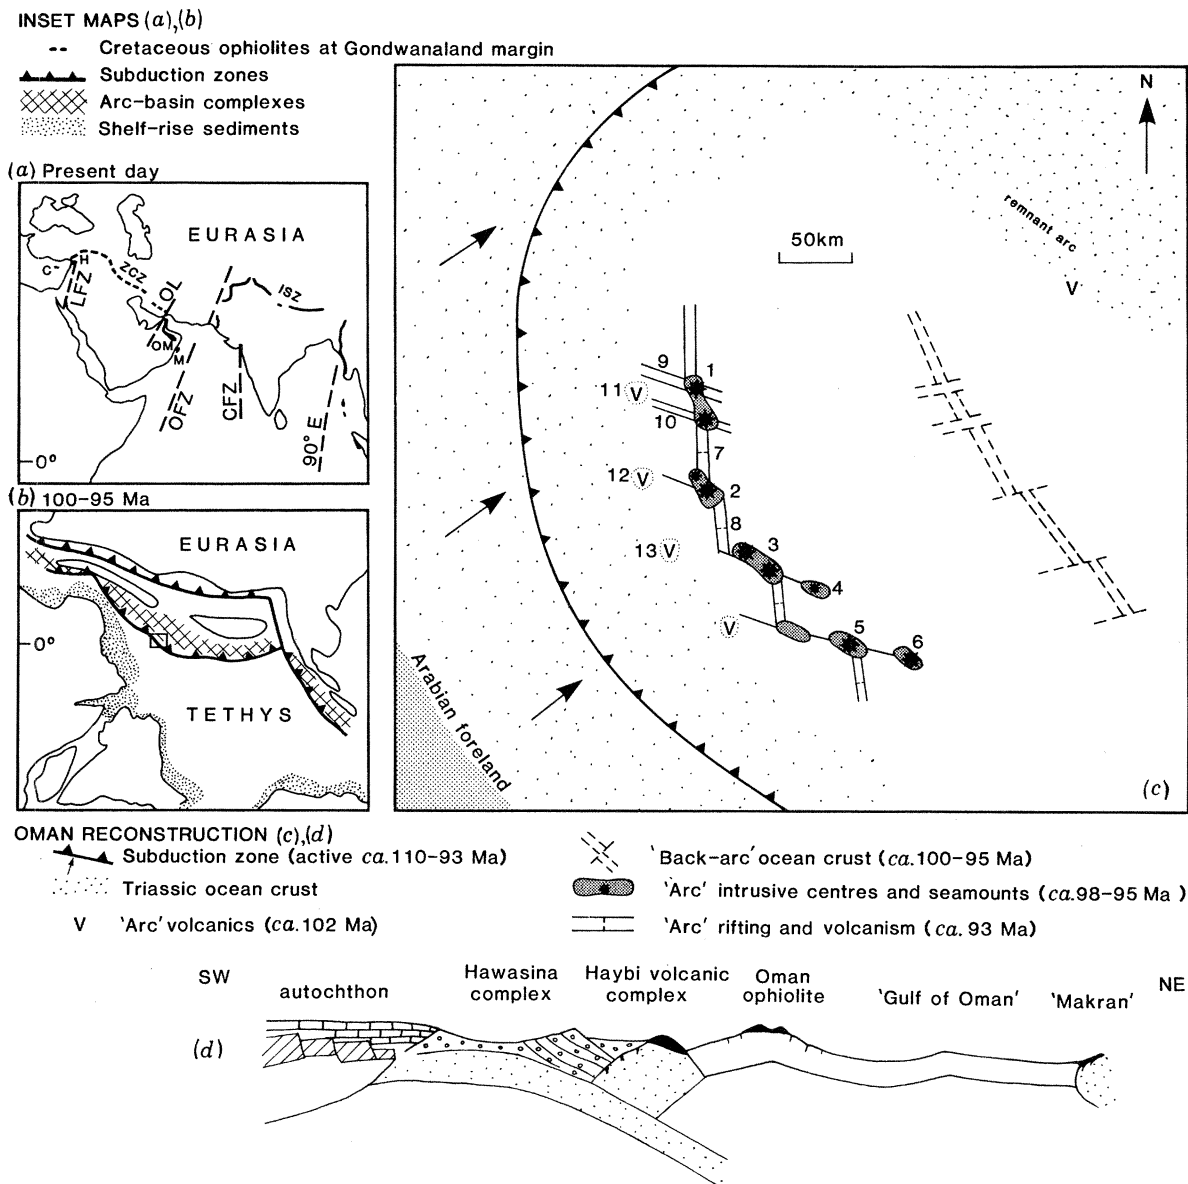 INSET MAPS (a),(b)
Cretaceous ophiolites at Gondwanaland margin
Subduction zones
Arc-basin complexes
Shelf-rise sediments
(a) Present day
EURASIA
C
H
LFZ
ZCZ
OL
ISZ
OM
M
OFZ
CFZ
90° E
0°
(b) 100-95 Ma
EURASIA
0°
TETHYS
N
remnant arc
V
50km
9
1
11 V
10
7
12 V
2
8
13 V
3
4
V
5
6
Arabian foreland
(c)
OMAN RECONSTRUCTION (c),(d)
Subduction zone (active ca.110-93 Ma)
Triassic ocean crust
V 'Arc' volcanics (ca.102 Ma)
'Back-arc' ocean crust (ca.100-95 Ma)
'Arc' intrusive centres and seamounts (ca.98-95 Ma)
'Arc' rifting and volcanism (ca. 93 Ma)
SW
NE
autochthon
Hawasina
complex
Haybi volcanic
complex
Oman
ophiolite
'Gulf of Oman'
'Makran'
(d)